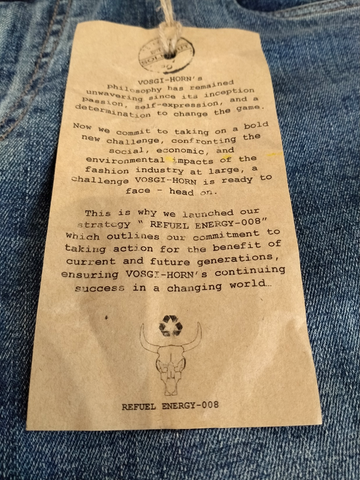 VOSGI-HORN's
philosophy has remained
unwavering since its inception
passion, self-expression, and a
determination to change the game.
Now we commit to taking on a bold
new challenge, confronting the
social, economic, and
environmental impacts of the
fashion industry at large, a
challenge VOSGI-HORN is ready to
face - head on.
This is why we launched our
strategy " REFUEL ENERGY-008"
which outlines our commitment to
taking action for the benefit of
current and future generations,
ensuring VOSGI-HORN's continuing
success in a changing world…
REFUEL ENERGY-008